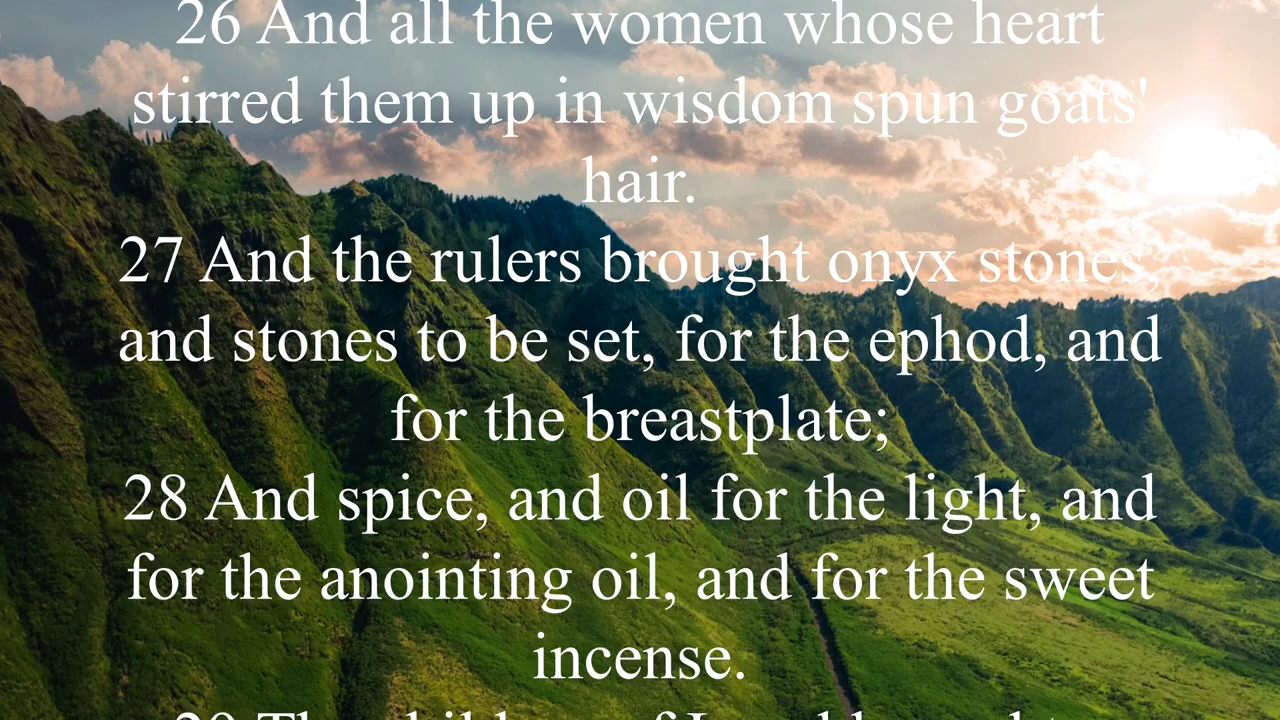 26 And all the women whose heart
stirred them up in wisdom spun goats'
hair.
27 And the rulers brought onyx stones,
and stones to be set, for the ephod, and
for the breastplate;
28 And spice, and oil for the light, and
for the anointing oil, and for the sweet
incense.